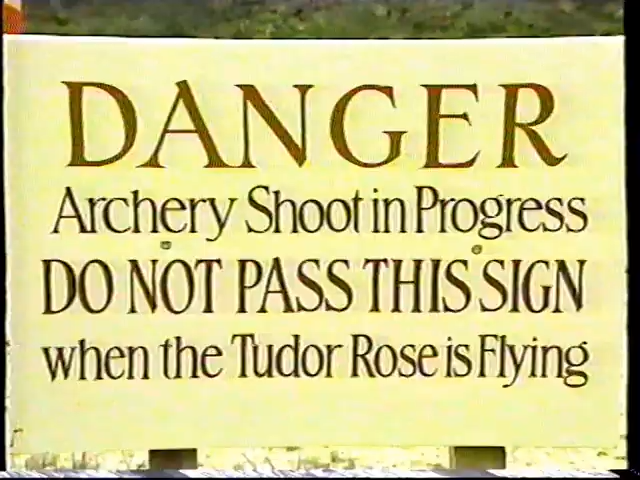 DANGER
Archery Shoot in Progress
DO NOT PASS THIS SIGN
when the Tudor Rose is Flying